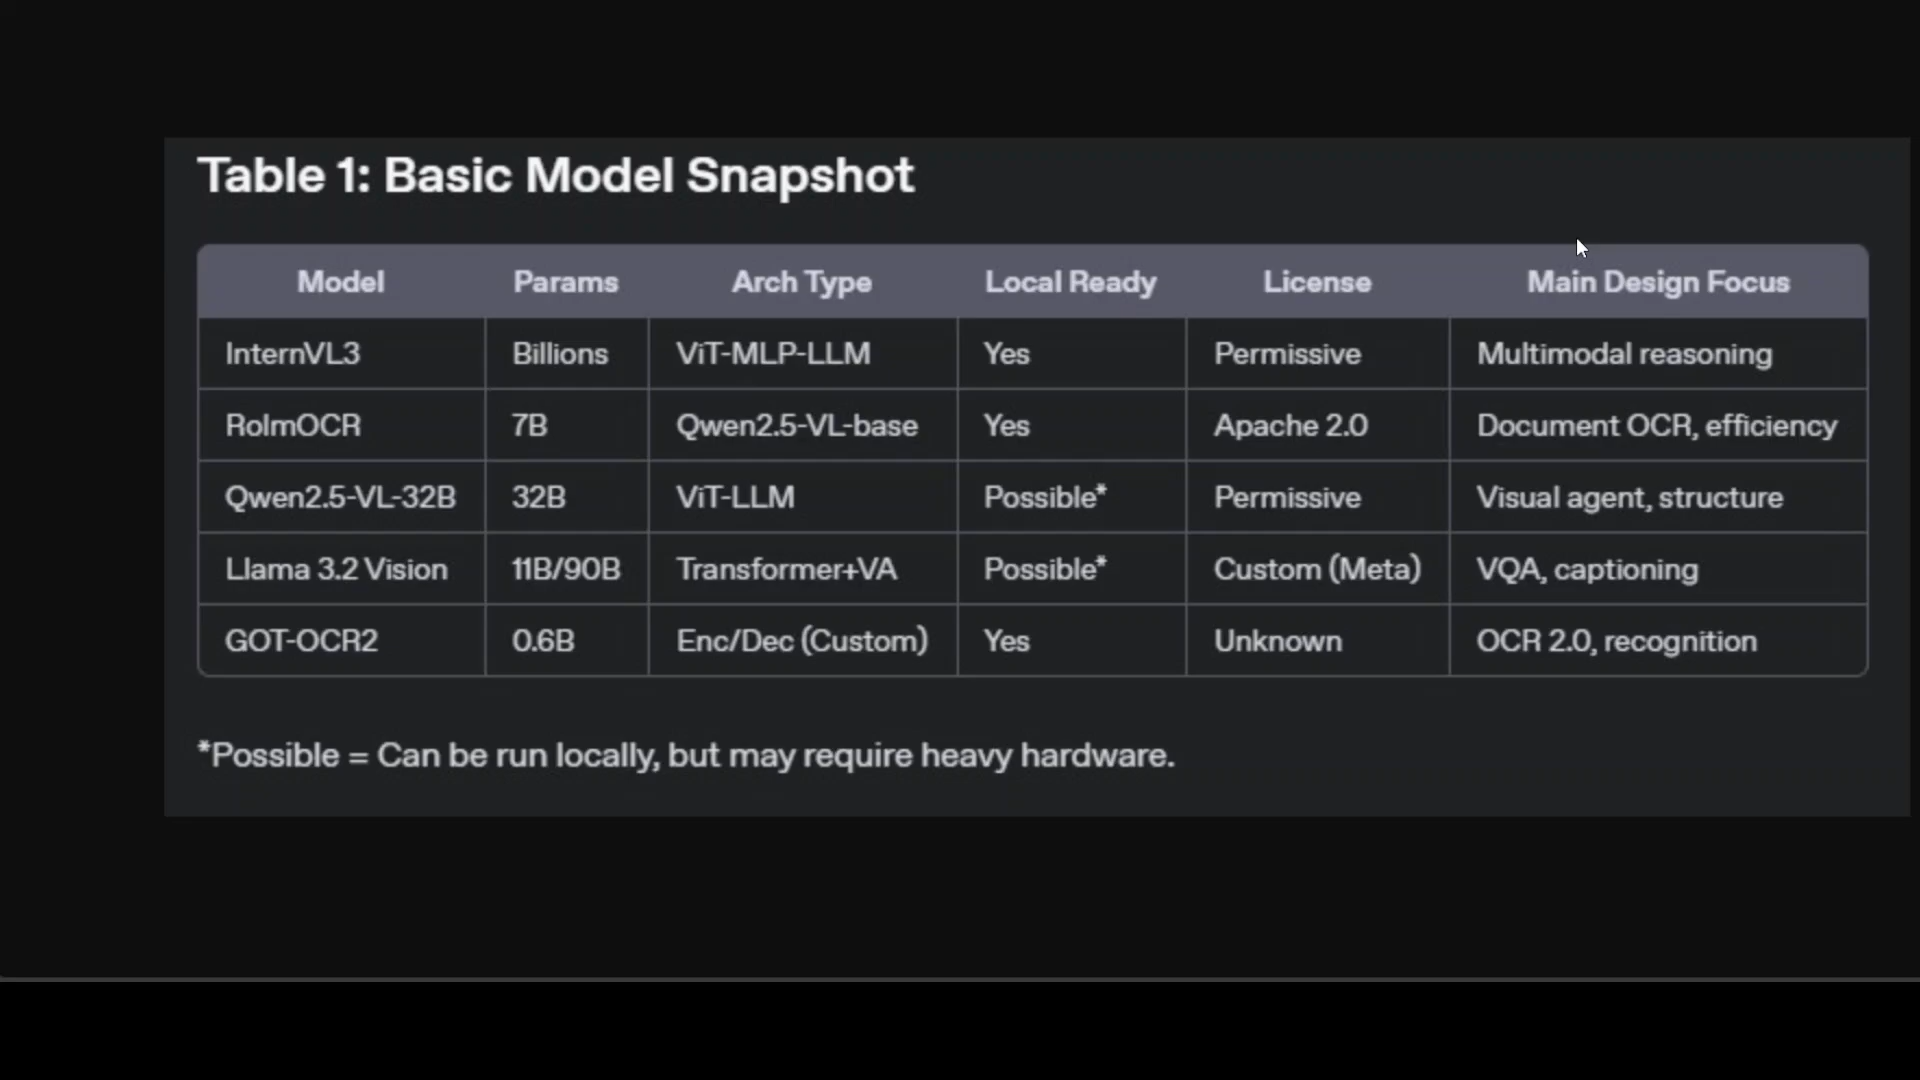 Table 1: Basic Model Snapshot
Model Params Arch Type Local Ready License Main Design Focus
InternVL3 Billions ViT-MLP-LLM Yes Permissive Multimodal reasoning
RolmOCR 7B Qwen2.5-VL-base Yes Apache 2.0 Document OCR, efficiency
Qwen2.5-VL-32B 32B ViT-LLM Possible* Permissive Visual agent, structure
Llama 3.2 Vision 11B/90B Transformer+VA Possible* Custom (Meta) VQA, captioning
GOT-OCR2 0.6B Enc/Dec (Custom) Yes Unknown OCR 2.0, recognition
*Possible = Can be run locally, but may require heavy hardware.